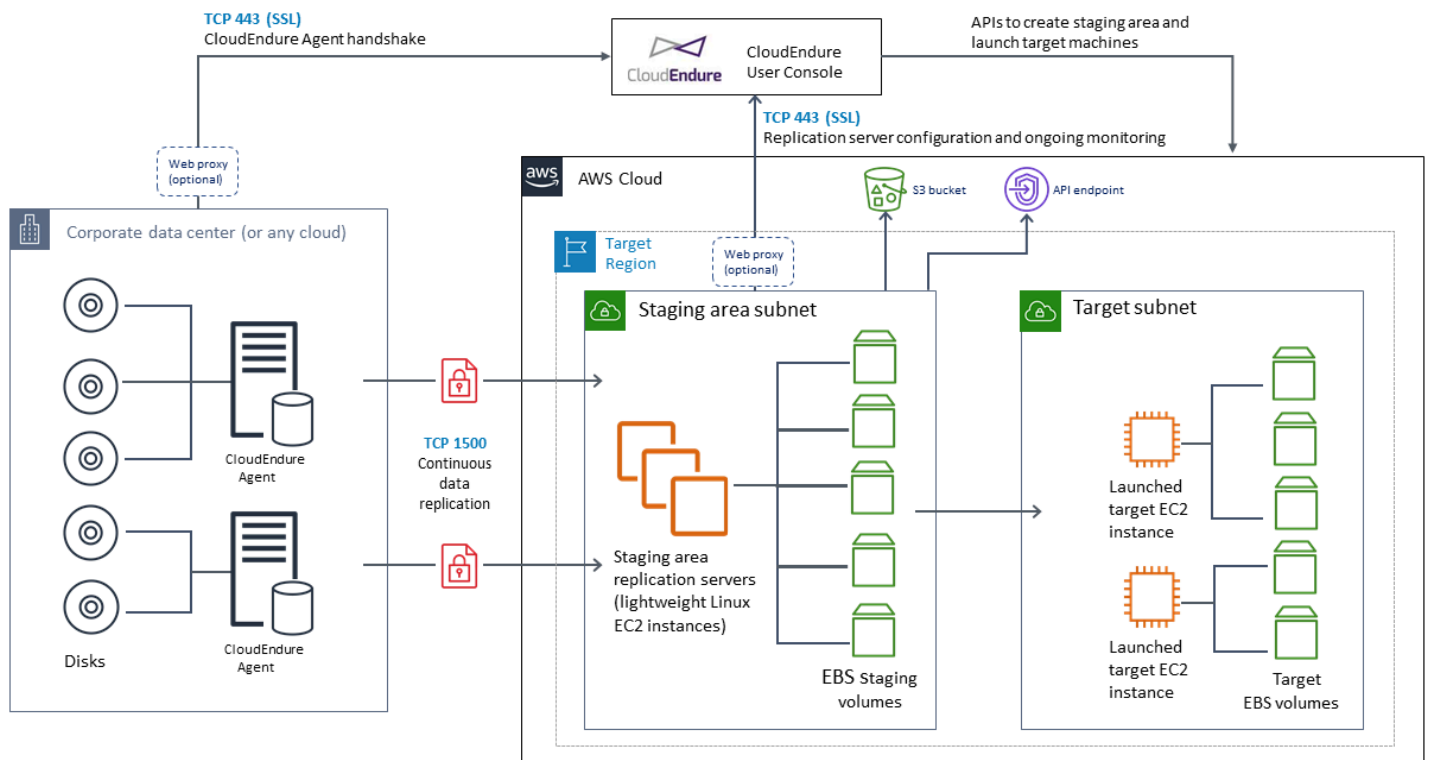 TCP 443 (SSL)
CloudEndure Agent handshake
CloudEndure
CloudEndure
User Console
APIs to create staging area and
launch target machines
TCP 443 (SSL)
Replication server configuration and ongoing monitoring
Web proxy
(optional)
aws
AWS Cloud
S3 bucket
API endpoint
Corporate data center (or any cloud)
Target
Region
Web proxy
(optional)
Staging area subnet
Target subnet
CloudEndure
Agent
TCP 1500
Continuous
data
replication
Launched
target EC2
instance
Staging area
replication servers
(lightweight Linux
EC2 instances)
CloudEndure
Agent
Disks
EBS Staging
volumes
Launched
target EC2
instance
Target
EBS volumes